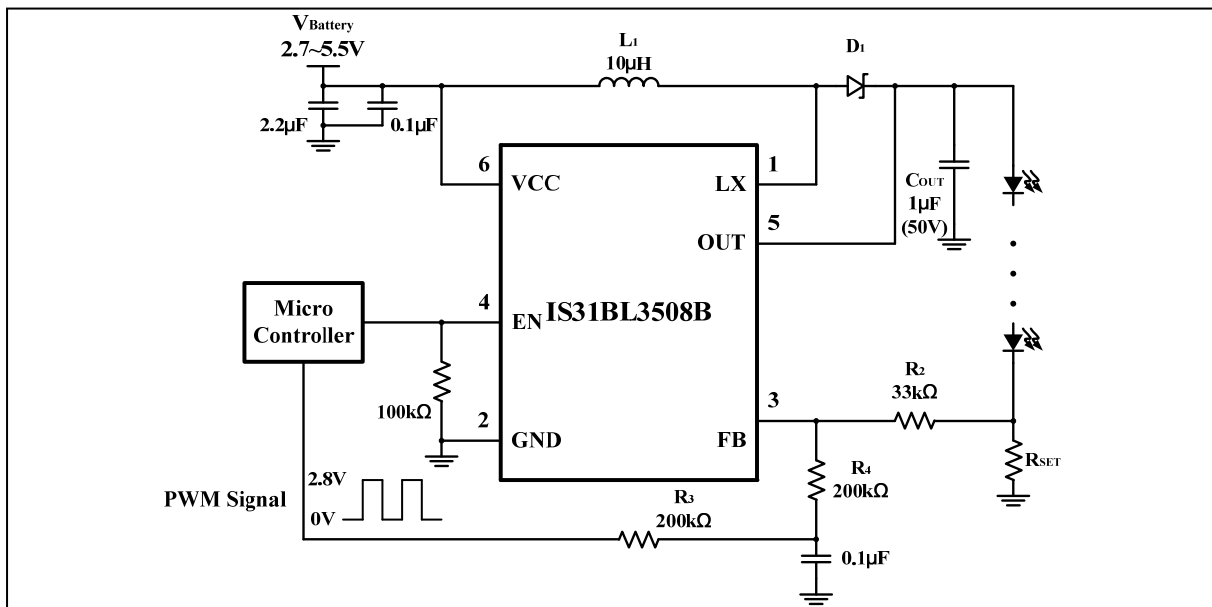 VBattery
2.7~5.5V
L1
10µH
D1
2.2µF
0.1µF
6
VCC
1
LX
COUT
1µF
(50V)
5
OUT
Micro
Controller
4
EN
IS31BL3508B
R2
33kΩ
100kΩ
2
GND
3
FB
RSET
R4
200kΩ
2.8V
PWM Signal
0V
R3
200kΩ
0.1µF